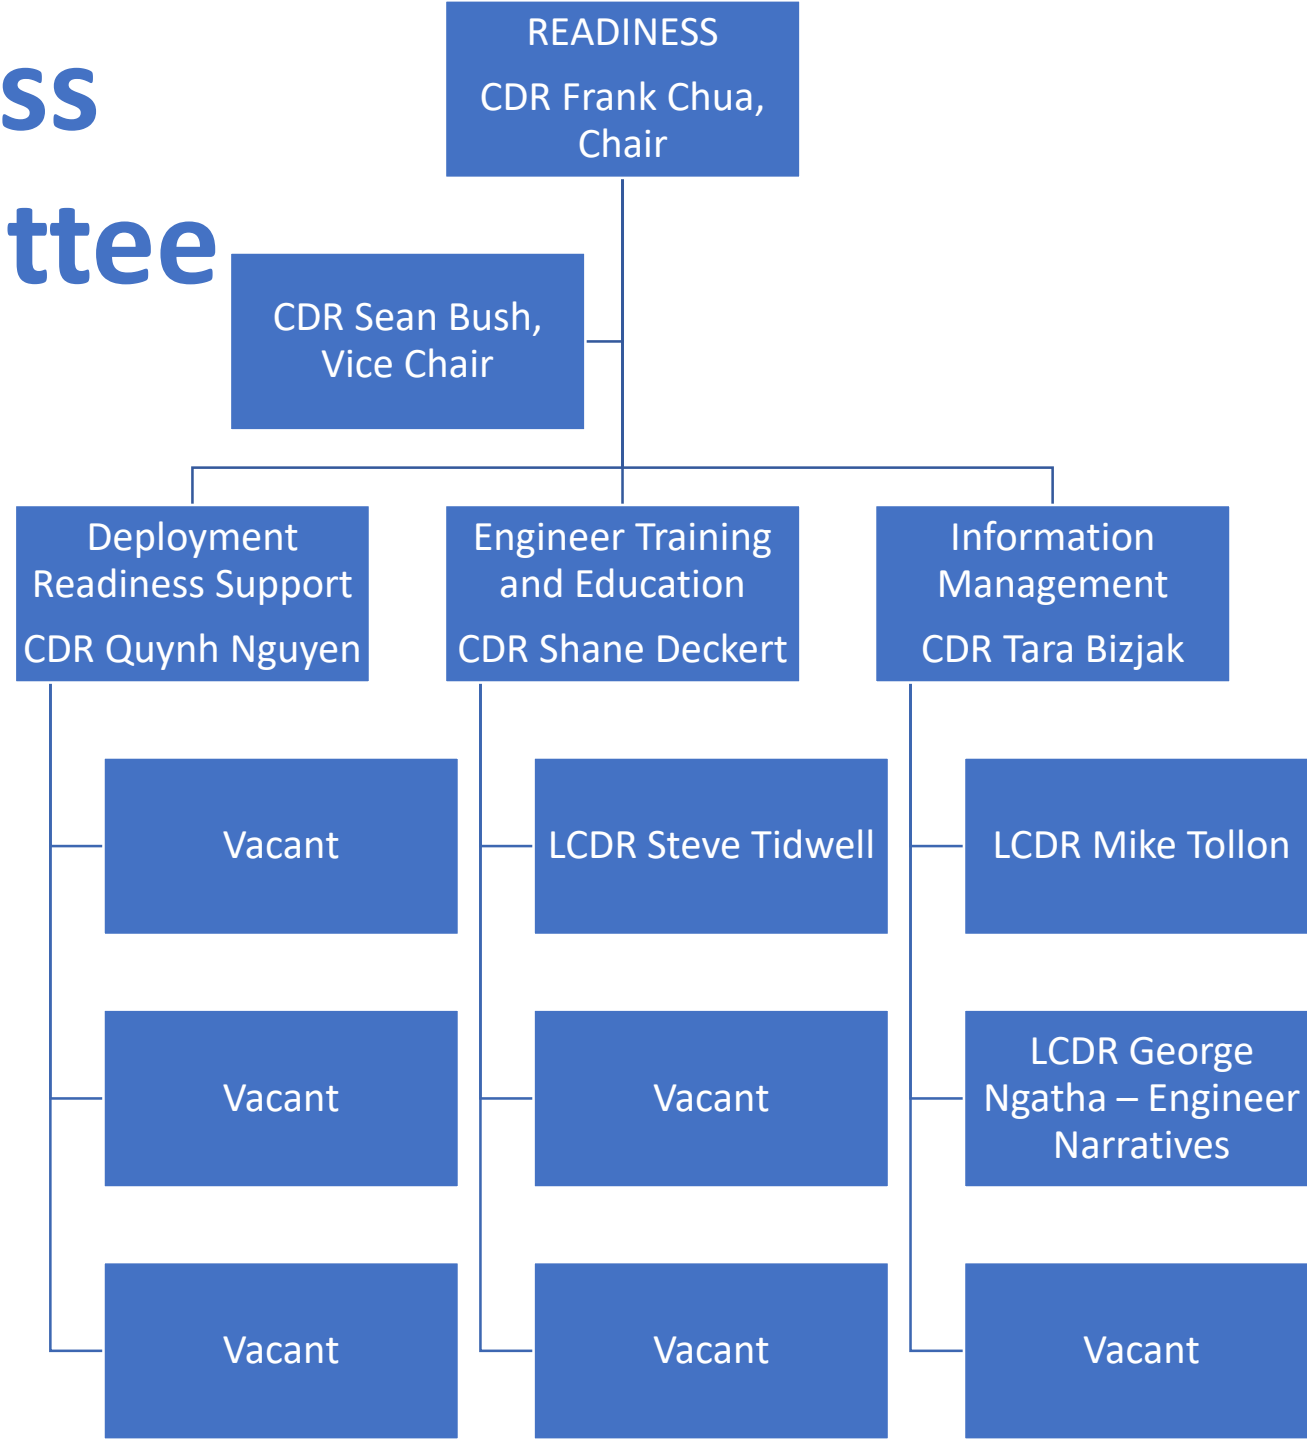 ss
ttee
READINESS
CDR Frank Chua,
Chair
CDR Sean Bush,
Vice Chair
Deployment
Readiness Support
CDR Quynh Nguyen
Engineer Training
and Education
CDR Shane Deckert
Information
Management
CDR Tara Bizjak
Vacant
LCDR Steve Tidwell
LCDR Mike Tollon
Vacant
Vacant
LCDR George
Ngatha – Engineer
Narratives
Vacant
Vacant
Vacant